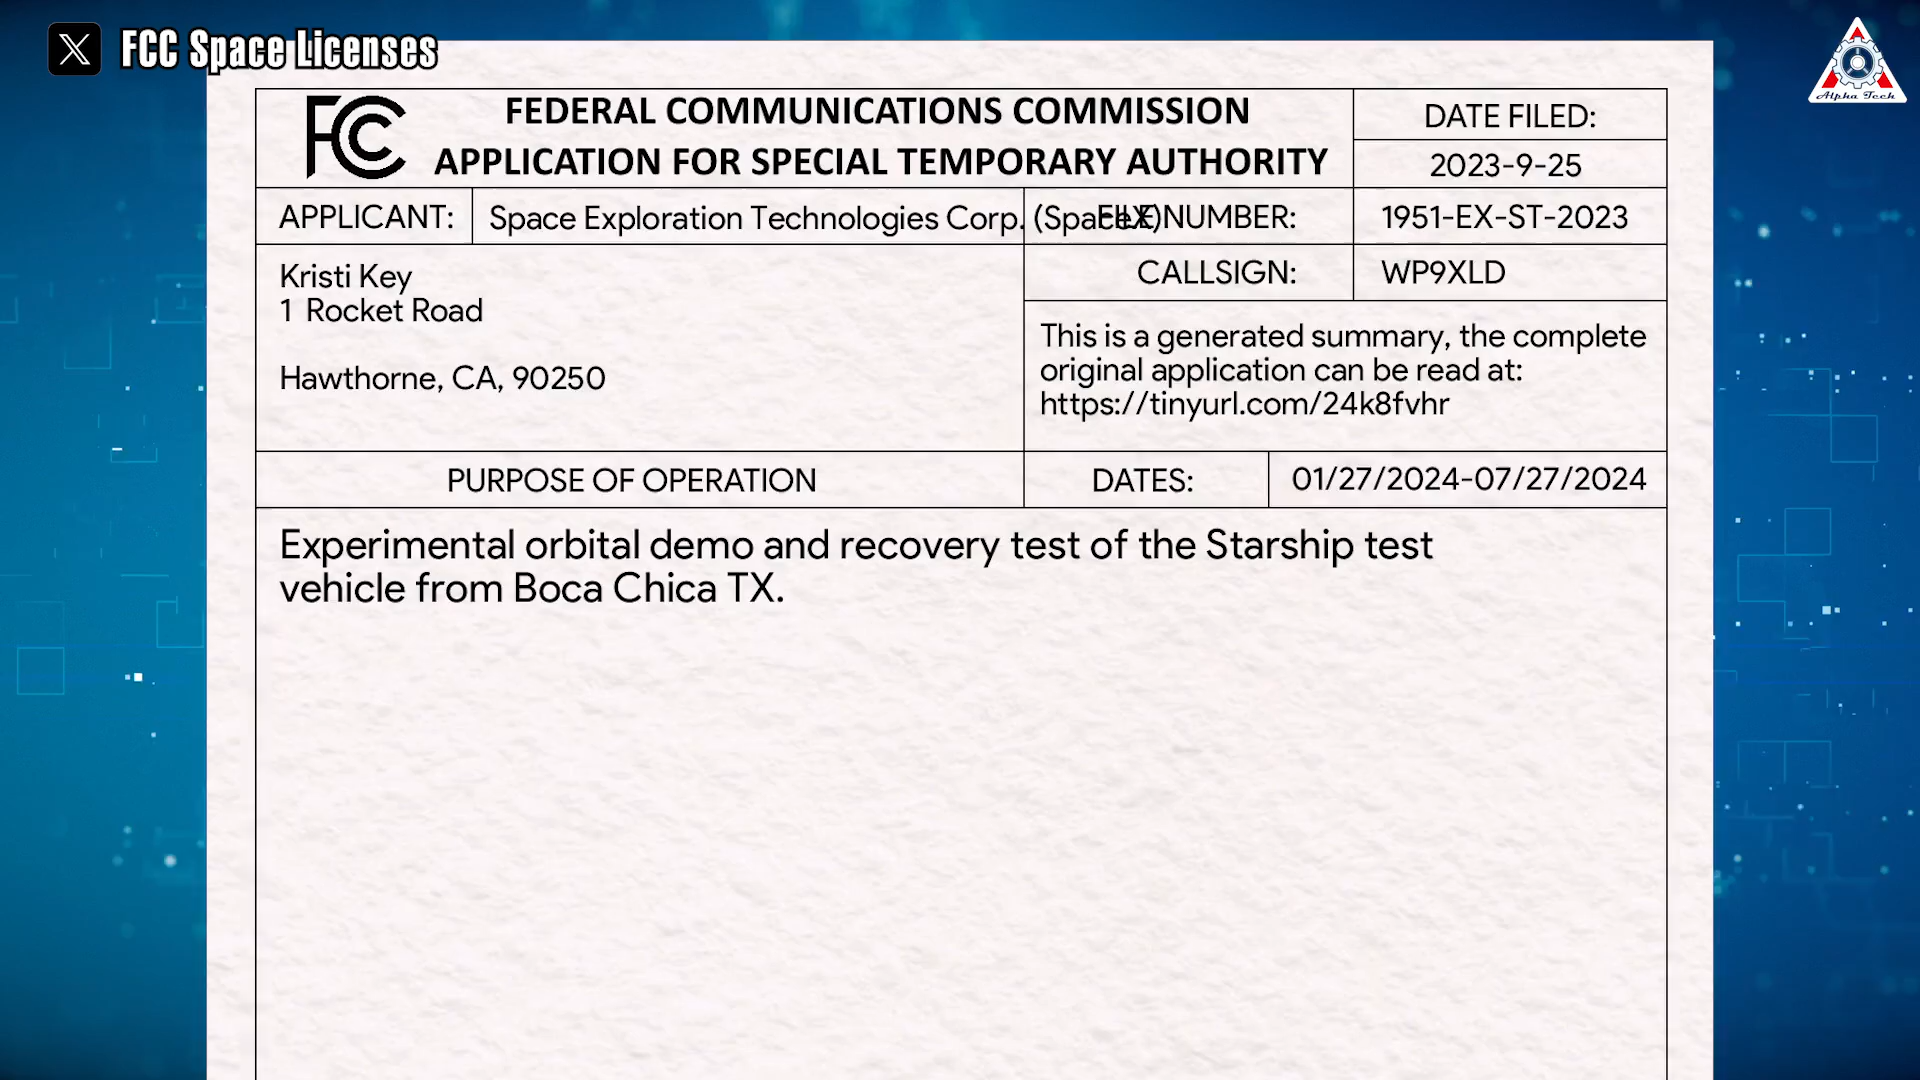 FCC Space Licenses
Alpha Tech
FCC
FEDERAL COMMUNICATIONS COMMISSION
APPLICATION FOR SPECIAL TEMPORARY AUTHORITY
DATE FILED:
2023-9-25
APPLICANT:
Space Exploration Technologies Corp. (SpaceX)
FILE NUMBER:
1951-EX-ST-2023
Kristi Key
1 Rocket Road
Hawthorne, CA, 90250
CALLSIGN:
WP9XLD
This is a generated summary, the complete
original application can be read at:
https://tinyurl.com/24k8fvhr
PURPOSE OF OPERATION
DATES:
01/27/2024-07/27/2024
Experimental orbital demo and recovery test of the Starship test
vehicle from Boca Chica TX.